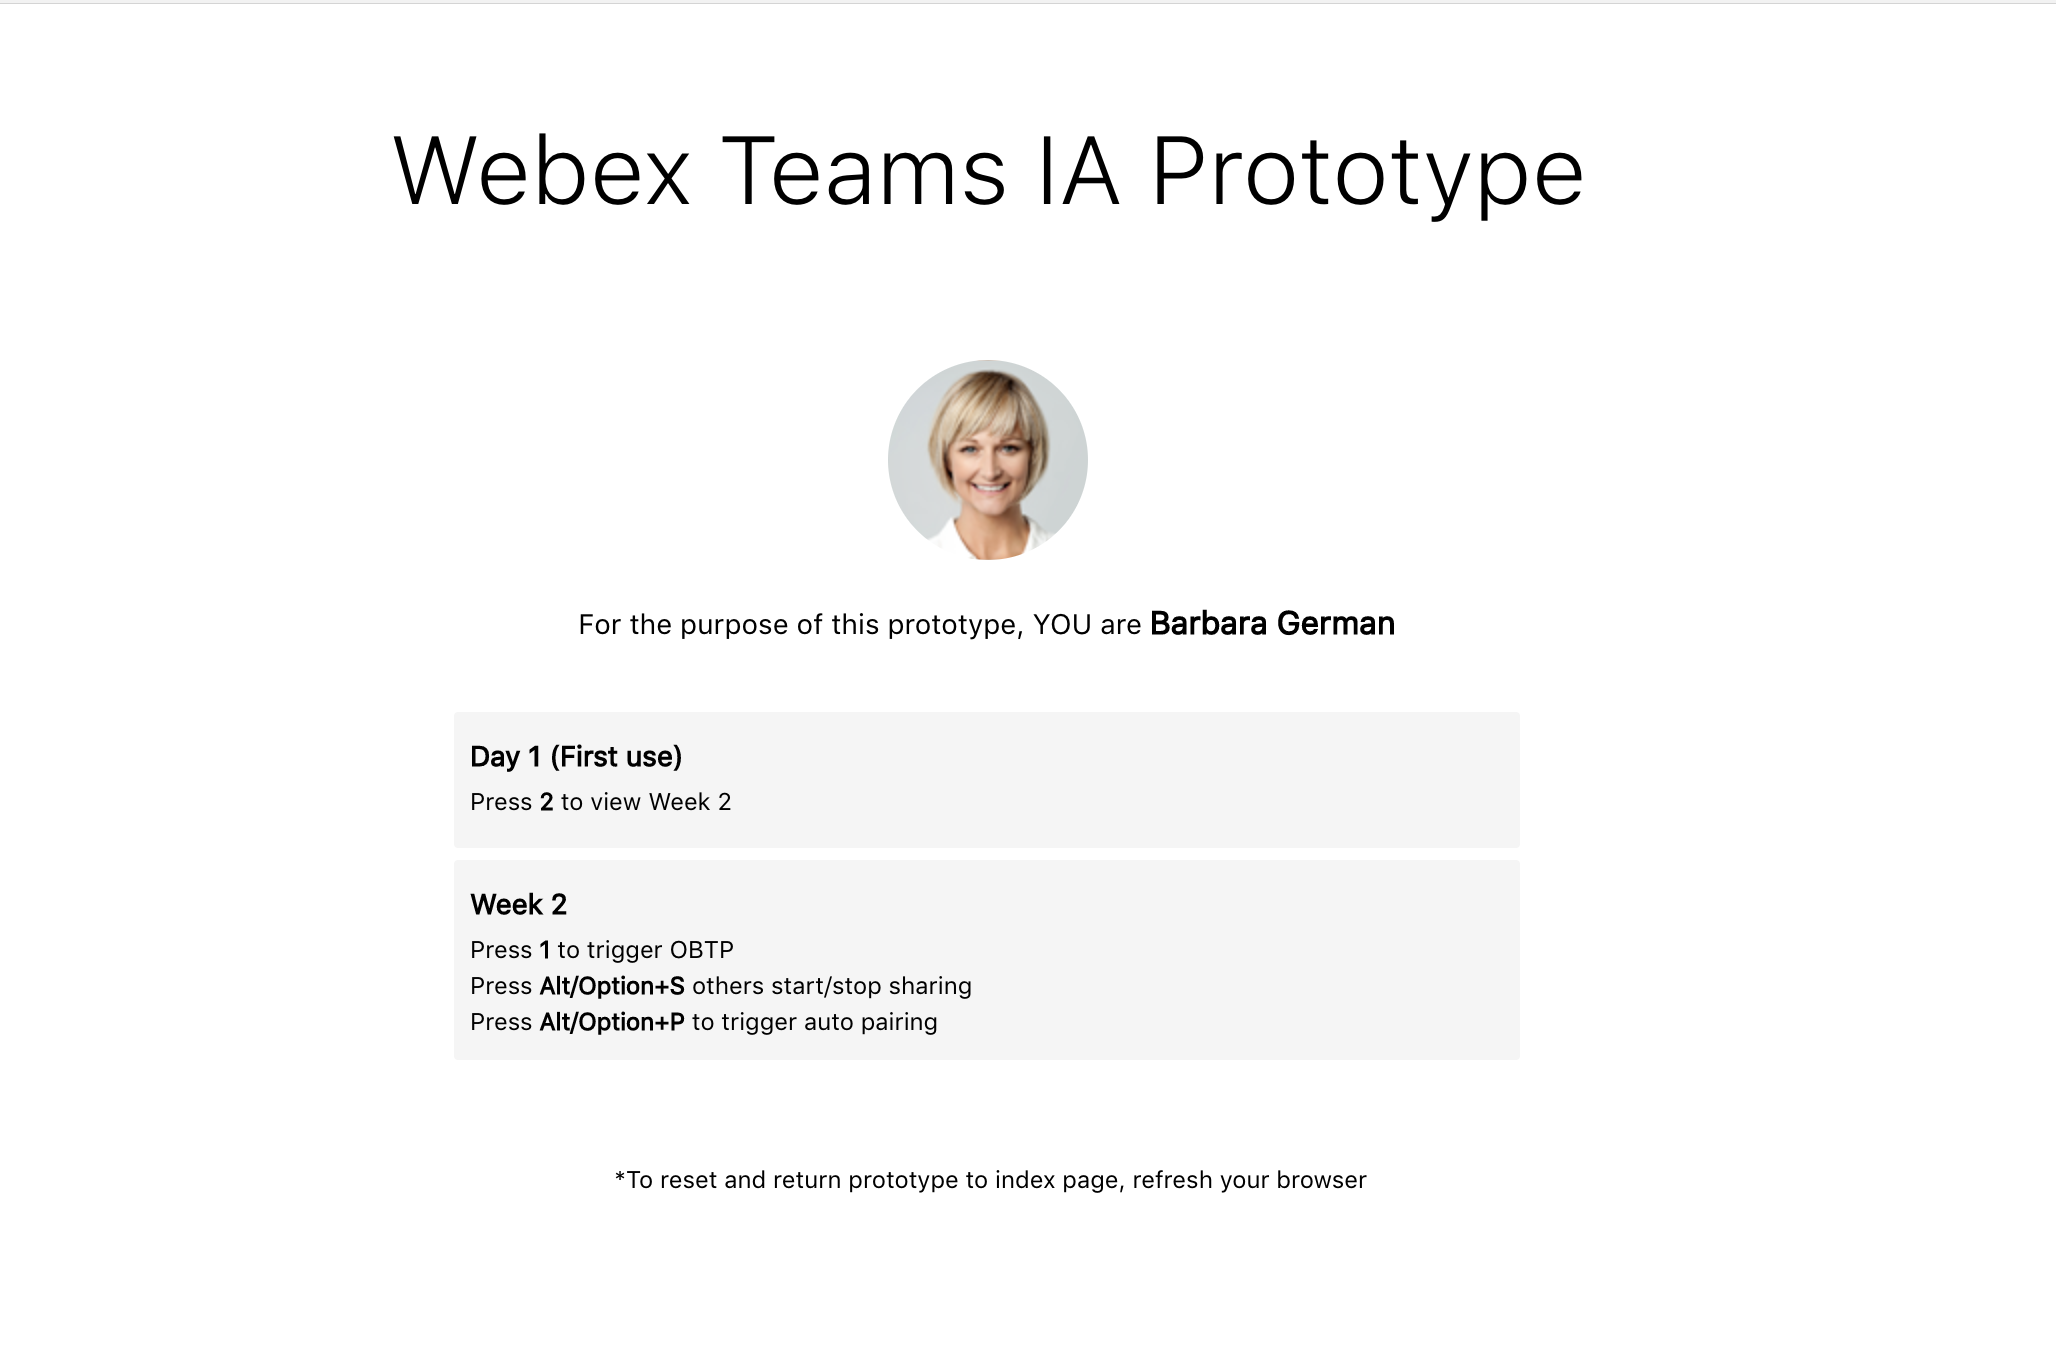 Webex Teams IA Prototype
For the purpose of this prototype, YOU are Barbara German
Day 1 (First use)
Press 2 to view Week 2
Week 2
Press 1 to trigger OBTP
Press Alt/Option+S others start/stop sharing
Press Alt/Option+P to trigger auto pairing
*To reset and return prototype to index page, refresh your browser